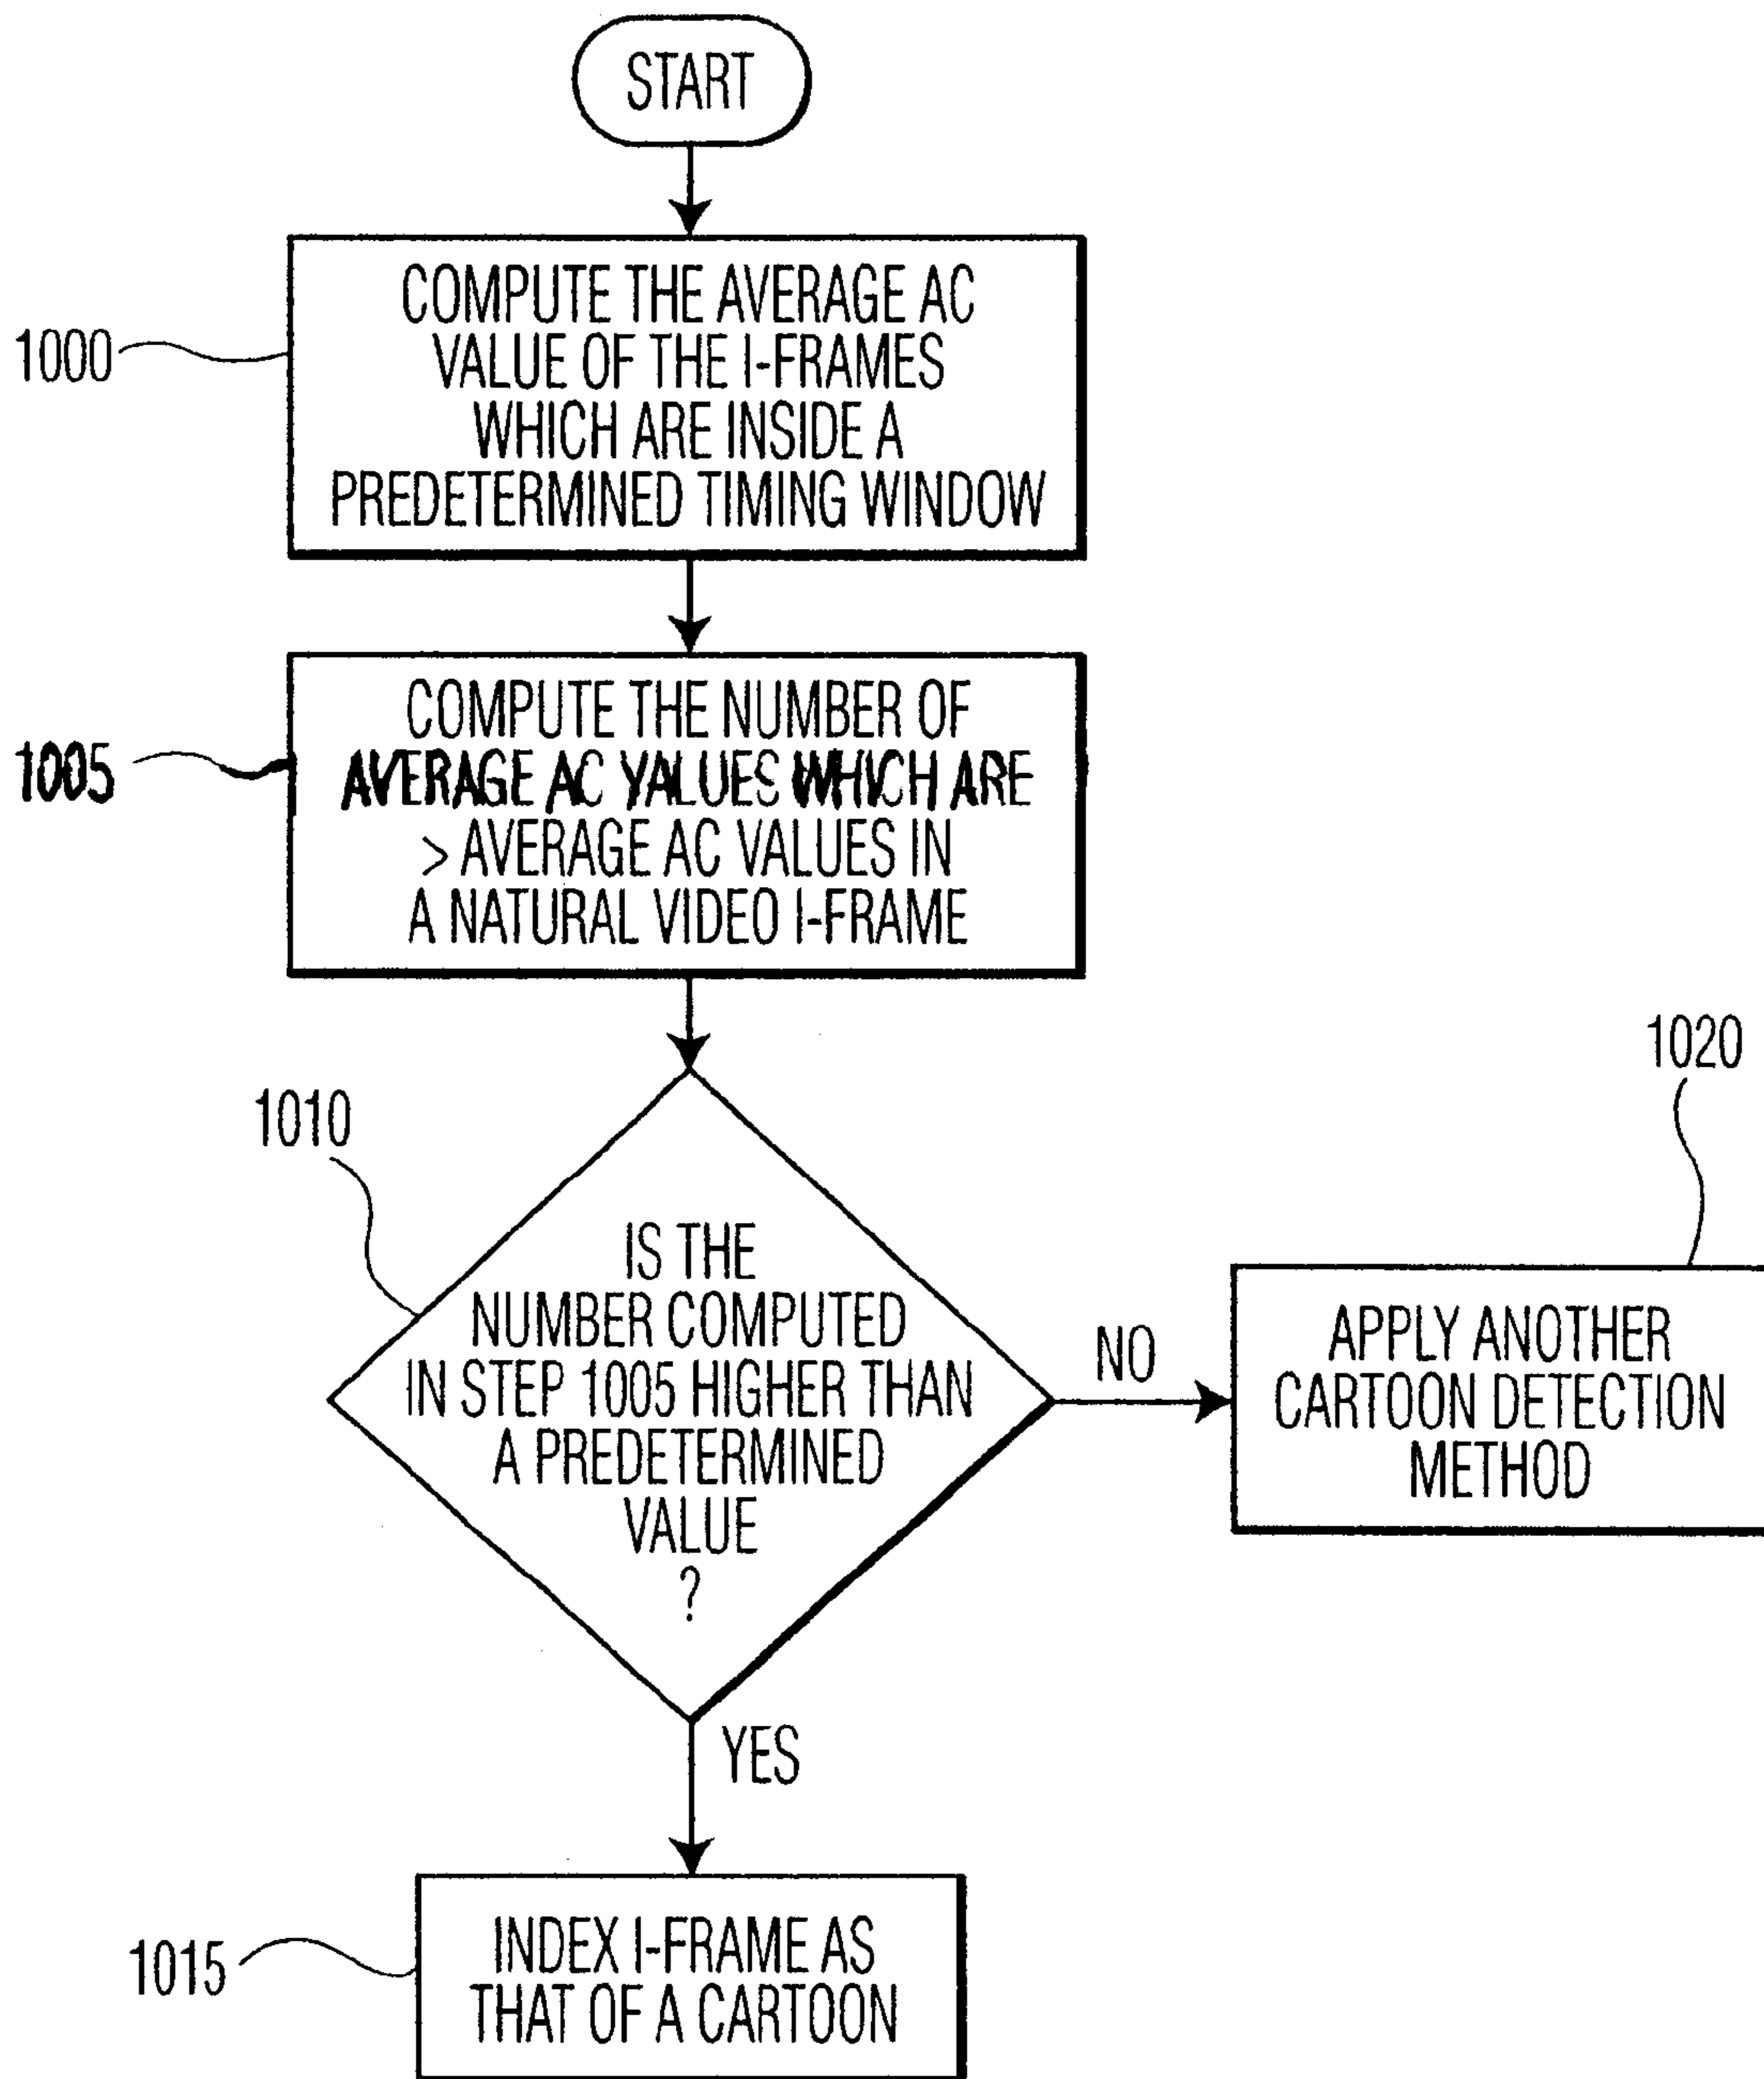 START
1000
COMPUTE THE AVERAGE AC
VALUE OF THE I-FRAMES
WHICH ARE INSIDE A
PREDETERMINED TIMING WINDOW
1005
COMPUTE THE NUMBER OF
AVERAGE AC VALUES WHICH ARE
> AVERAGE AC VALUES IN
A NATURAL VIDEO I-FRAME
1010
IS THE
NUMBER COMPUTED
IN STEP 1005 HIGHER THAN
A PREDETERMINED
VALUE
?
NO
1020
APPLY ANOTHER
CARTOON DETECTION
METHOD
YES
1015
INDEX I-FRAME AS
THAT OF A CARTOON